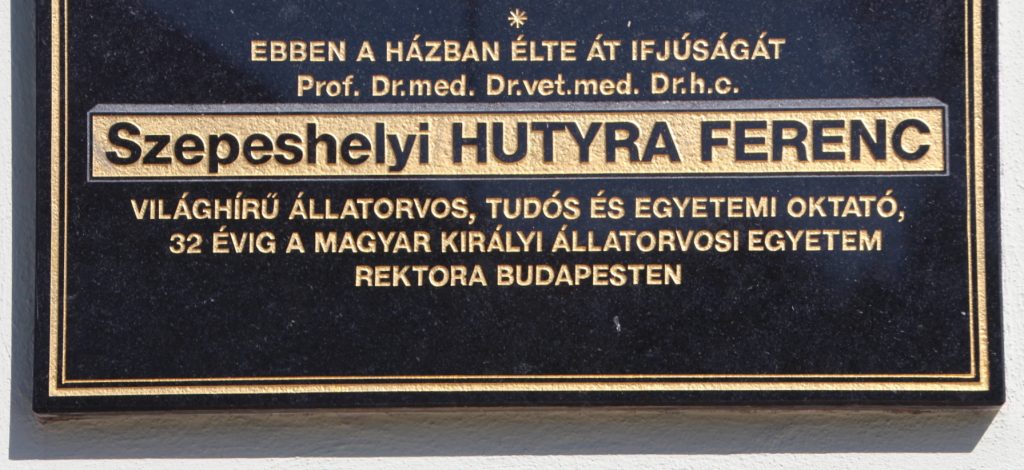 *
EBBEN A HÁZBAN ÉLTE ÁT IFJÚSÁGÁT
Prof. Dr.med. Dr.vet.med. Dr.h.c.
Szepeshelyi HUTYRA FERENC
VILÁGHÍRŰ ÁLLATORVOS, TUDÓS ÉS EGYETEMI OKTATÓ,
32 ÉVIG A MAGYAR KIRÁLYI ÁLLATORVOSI EGYETEM
REKTORA BUDAPESTEN